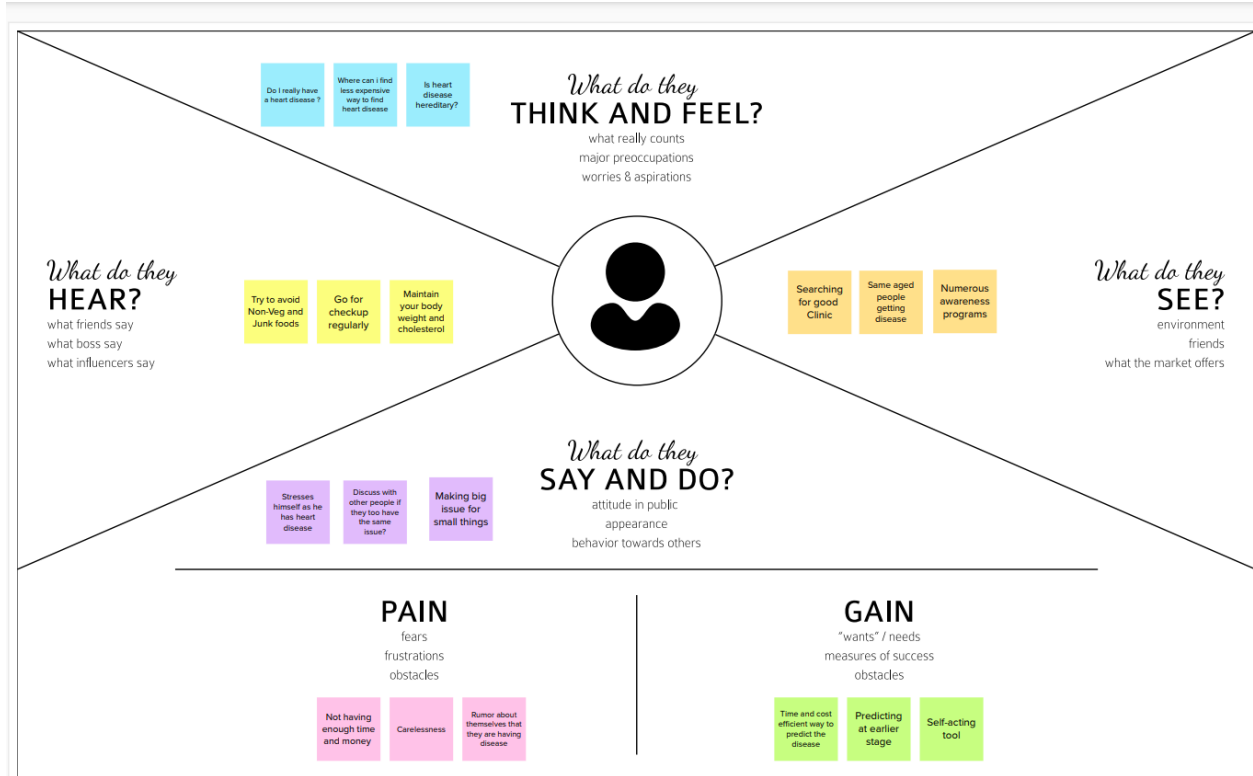 Do I really have
a heart disease ?
Where can i find
less expensive
way to find
heart disease
Is heart
disease
hereditary?
What do they
THINK AND FEEL?
what really counts
major preoccupations
worries & aspirations
What do they
HEAR?
what friends say
what boss say
what influencers say
Try to avoid
Non-Veg and
Junk foods
Go for
checkup
regularly
Maintain
your body
weight and
cholesterol
Searching
for good
Clinic
Same aged
people
getting
disease
Numerous
awareness
programs
What do they
SEE?
environment
friends
what the market offers
What do they
SAY AND DO?
attitude in public
appearance
behavior towards others
Stresses
himself as he
has heart
disease
Discuss with
other people if
they too have
the same
issue?
Making big
issue for
small things
PAIN
fears
frustrations
obstacles
Not having
enough time
and money
Carelessness
Rumor about
themselves that
they are having
disease
GAIN
"wants" / needs
measures of success
obstacles
Time and cost
efficient way to
predict the
disease
Predicting
at earlier
stage
Self-acting
tool